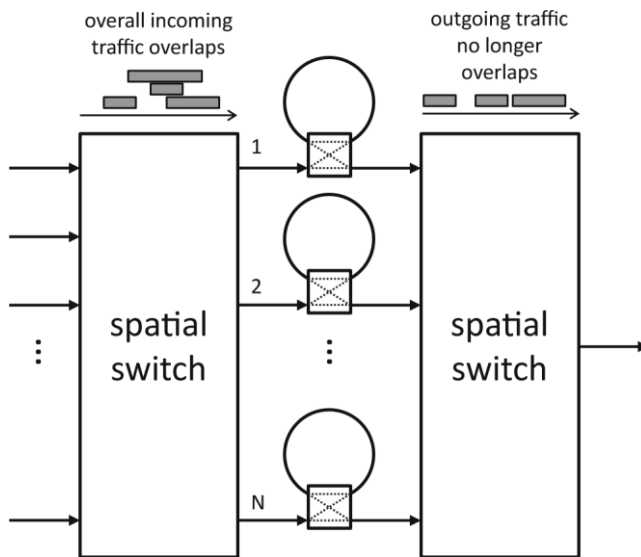 overall incoming
traffic overlaps
outgoing traffic
no longer
overlaps
1
2
⋮
⋮
N
spatial
switch
spatial
switch